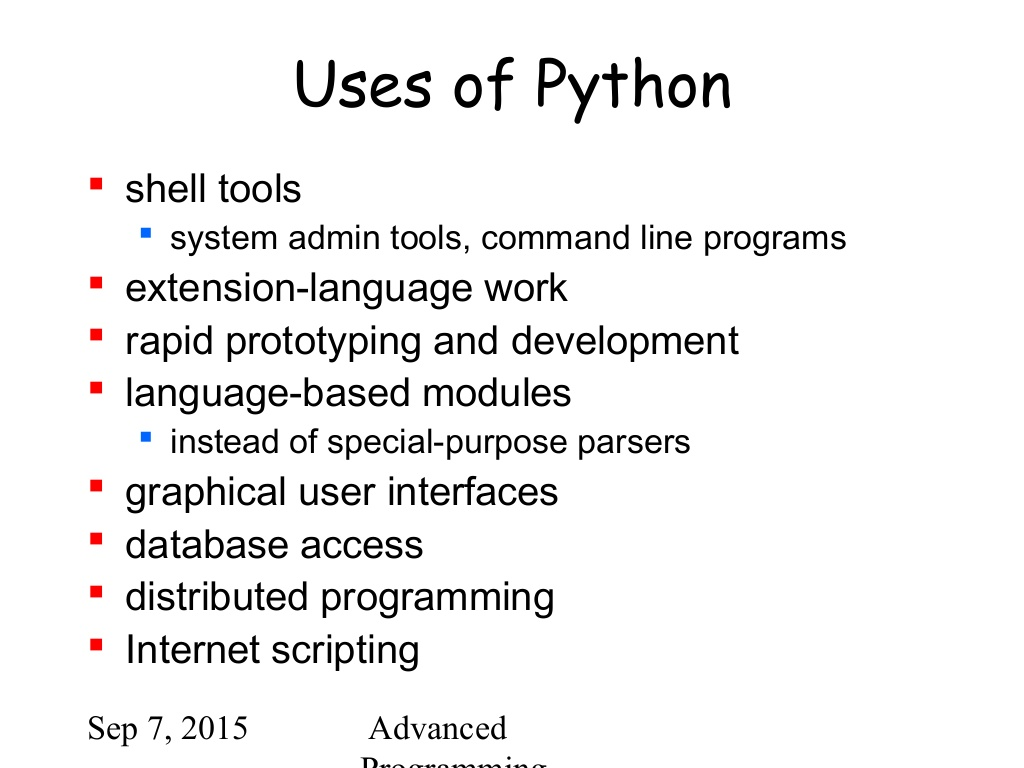 Uses of Python
shell tools
system admin tools, command line programs
extension-language work
rapid prototyping and development
language-based modules
instead of special-purpose parsers
graphical user interfaces
database access
distributed programming
Internet scripting
Sep 7, 2015
Advanced
Programming